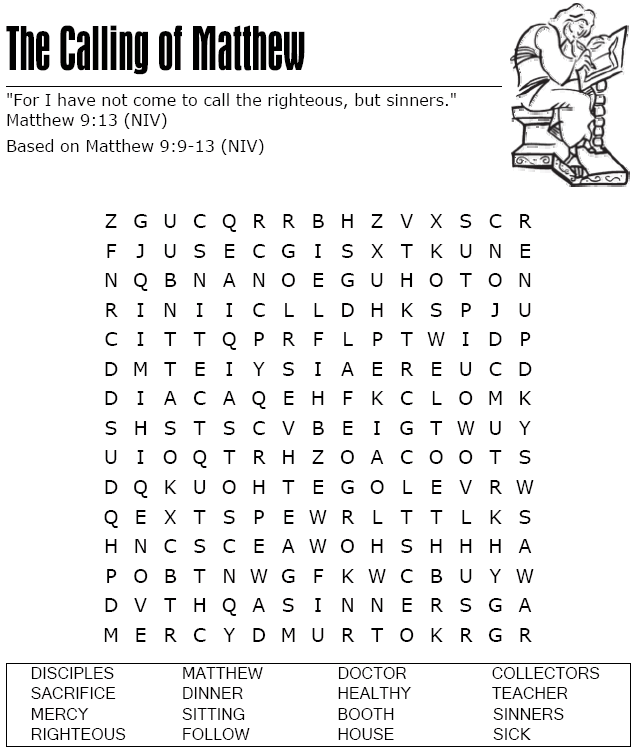 The Calling of Matthew
"For I have not come to call the righteous, but sinners."
Matthew 9:13 (NIV)
Based on Matthew 9:9-13 (NIV)
Z G U C Q R R B H Z V X S C R
F J U S E C G I S X T K U N E
N Q B N A N O E G U H O T O N
R I N I I C L L D H K S P J U
C I T T Q P R F L P T W I D P
D M T E I Y S I A E R E U C D
D I A C A Q E H F K C L O M K
S H S T S C V B E I G T W U Y
U I O Q T R H Z O A C O O T S
D Q K U O H T E G O L E V R W
Q E X T S P E W R L T T L K S
H N C S C E A W O H S H H H A
P O B T N W G F K W C B U Y W
D V T H Q A S I N N E R S G A
M E R C Y D M U R T O K R G R
DISCIPLES MATTHEW DOCTOR COLLECTORS
SACRIFICE DINNER HEALTHY TEACHER
MERCY SITTING BOOTH SINNERS
RIGHTEOUS FOLLOW HOUSE SICK